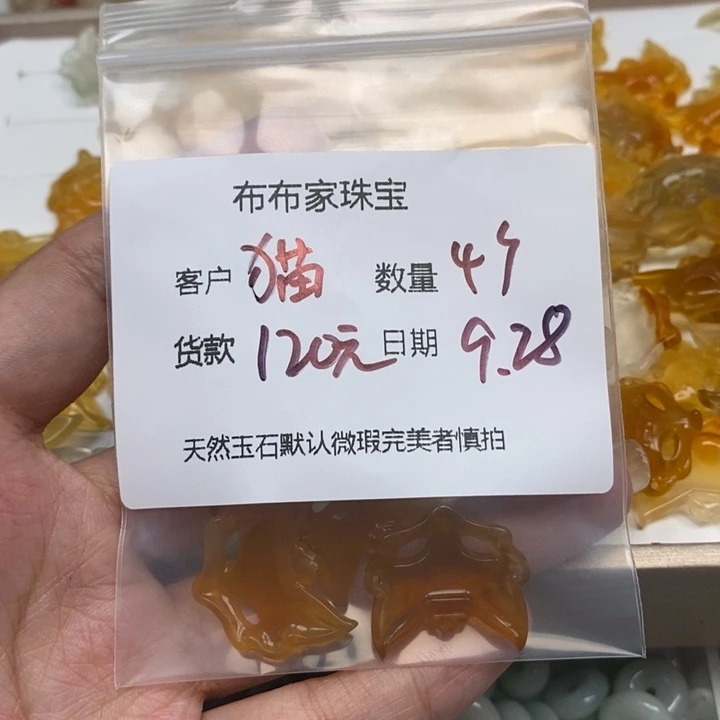 布布家珠宝
客户 猫 数量 4个
货款 120元 日期 9.28
天然玉石默认微瑕完美者慎拍